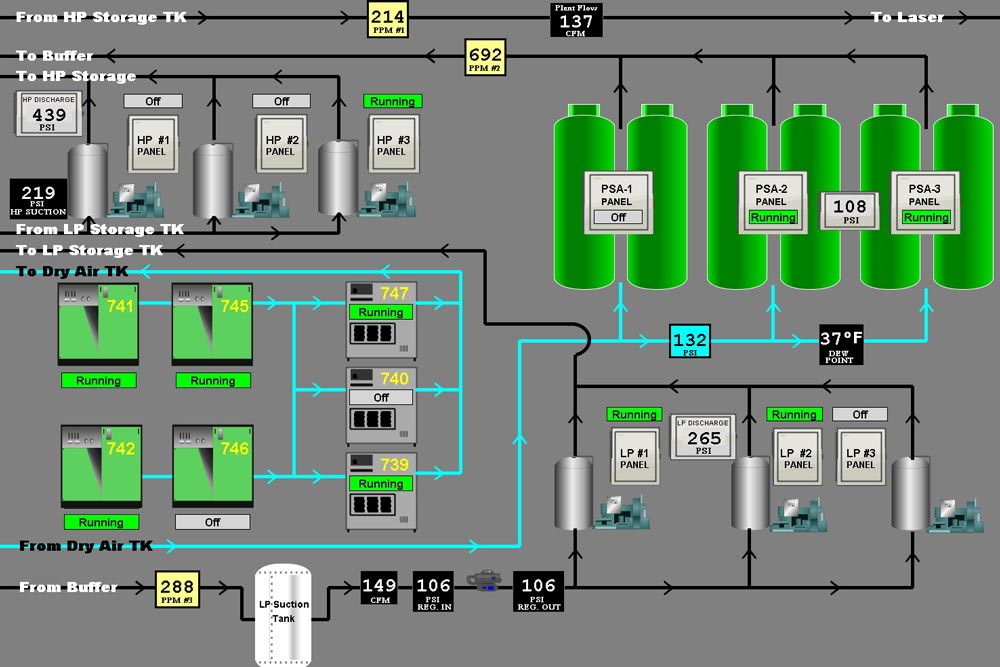 From HP Storage TK
214
PPM #1
Plant Flow
137
CFM
To Laser
To Buffer
692
PPM #2
To HP Storage
HP DISCHARGE
439
PSI
Off
HP #1
PANEL
Off
HP #2
PANEL
Running
HP #3
PANEL
219
PSI
HP SUCTION
PSA-1
PANEL
Off
PSA-2
PANEL
Running
108
PSI
PSA-3
PANEL
Running
From LP Storage TK
To LP Storage TK
To Dry Air TK
741
Running
745
Running
747
Running
740
Off
742
Running
746
Off
739
Running
132
PSI
37°F
DEW
POINT
Running
LP #1
PANEL
LP DISCHARGE
265
PSI
Running
LP #2
PANEL
Off
LP #3
PANEL
From Dry Air TK
From Buffer
288
PPM #3
LP Suction
Tank
149
CFM
106
PSI
REG. IN
106
PSI
REG. OUT